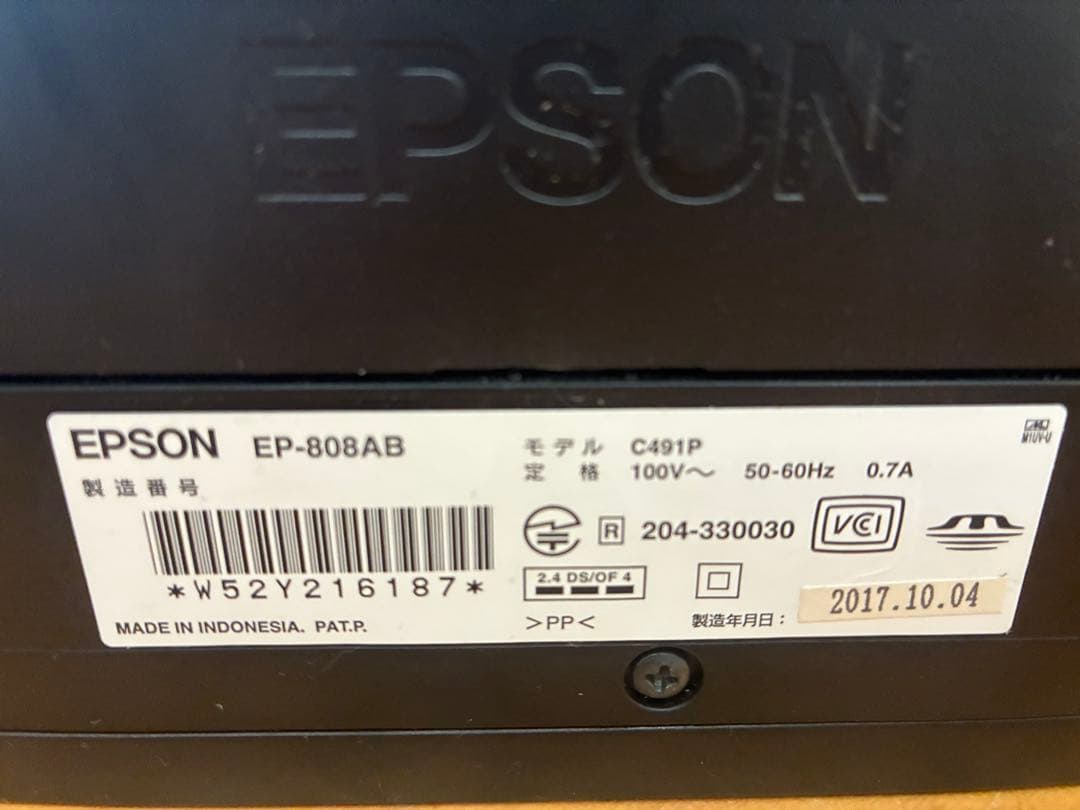 EPSON
EPSON EP-808AB
製造番号
*W52Y216187*
MADE IN INDONESIA. PAT.P.
モデル C491P
定格 100V～ 50-60Hz 0.7A
R 204-330030 VCCI
2.4 DS/OF 4
>PP<
製造年月日： 2017.10.04
M1UV-U